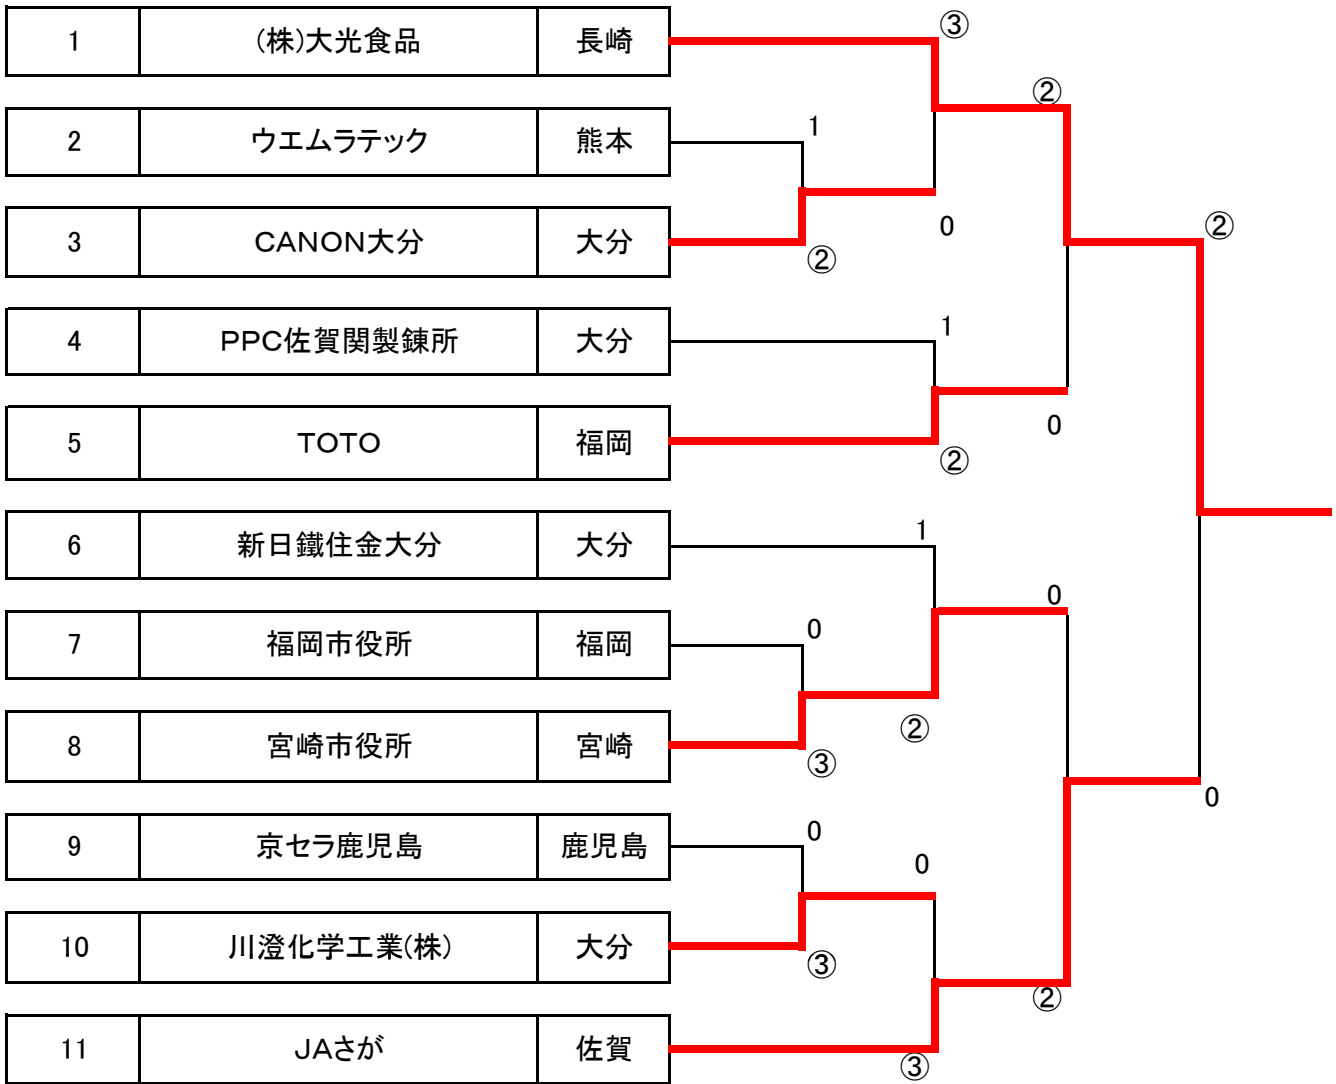 1 (株)大光食品 長崎 ③
②
2 ウエムラテック 熊本 1
3 CANON大分 大分 ② 0 ②
4 PPC佐賀関製錬所 大分 1
0
5 TOTO 福岡 ②
6 新日鐵住金大分 大分 1
0
7 福岡市役所 福岡 0
8 宮崎市役所 宮崎 ③ ②
0
9 京セラ鹿児島 鹿児島 0 0
10 川澄化学工業(株) 大分 ③
②
11 JAさが 佐賀 ③